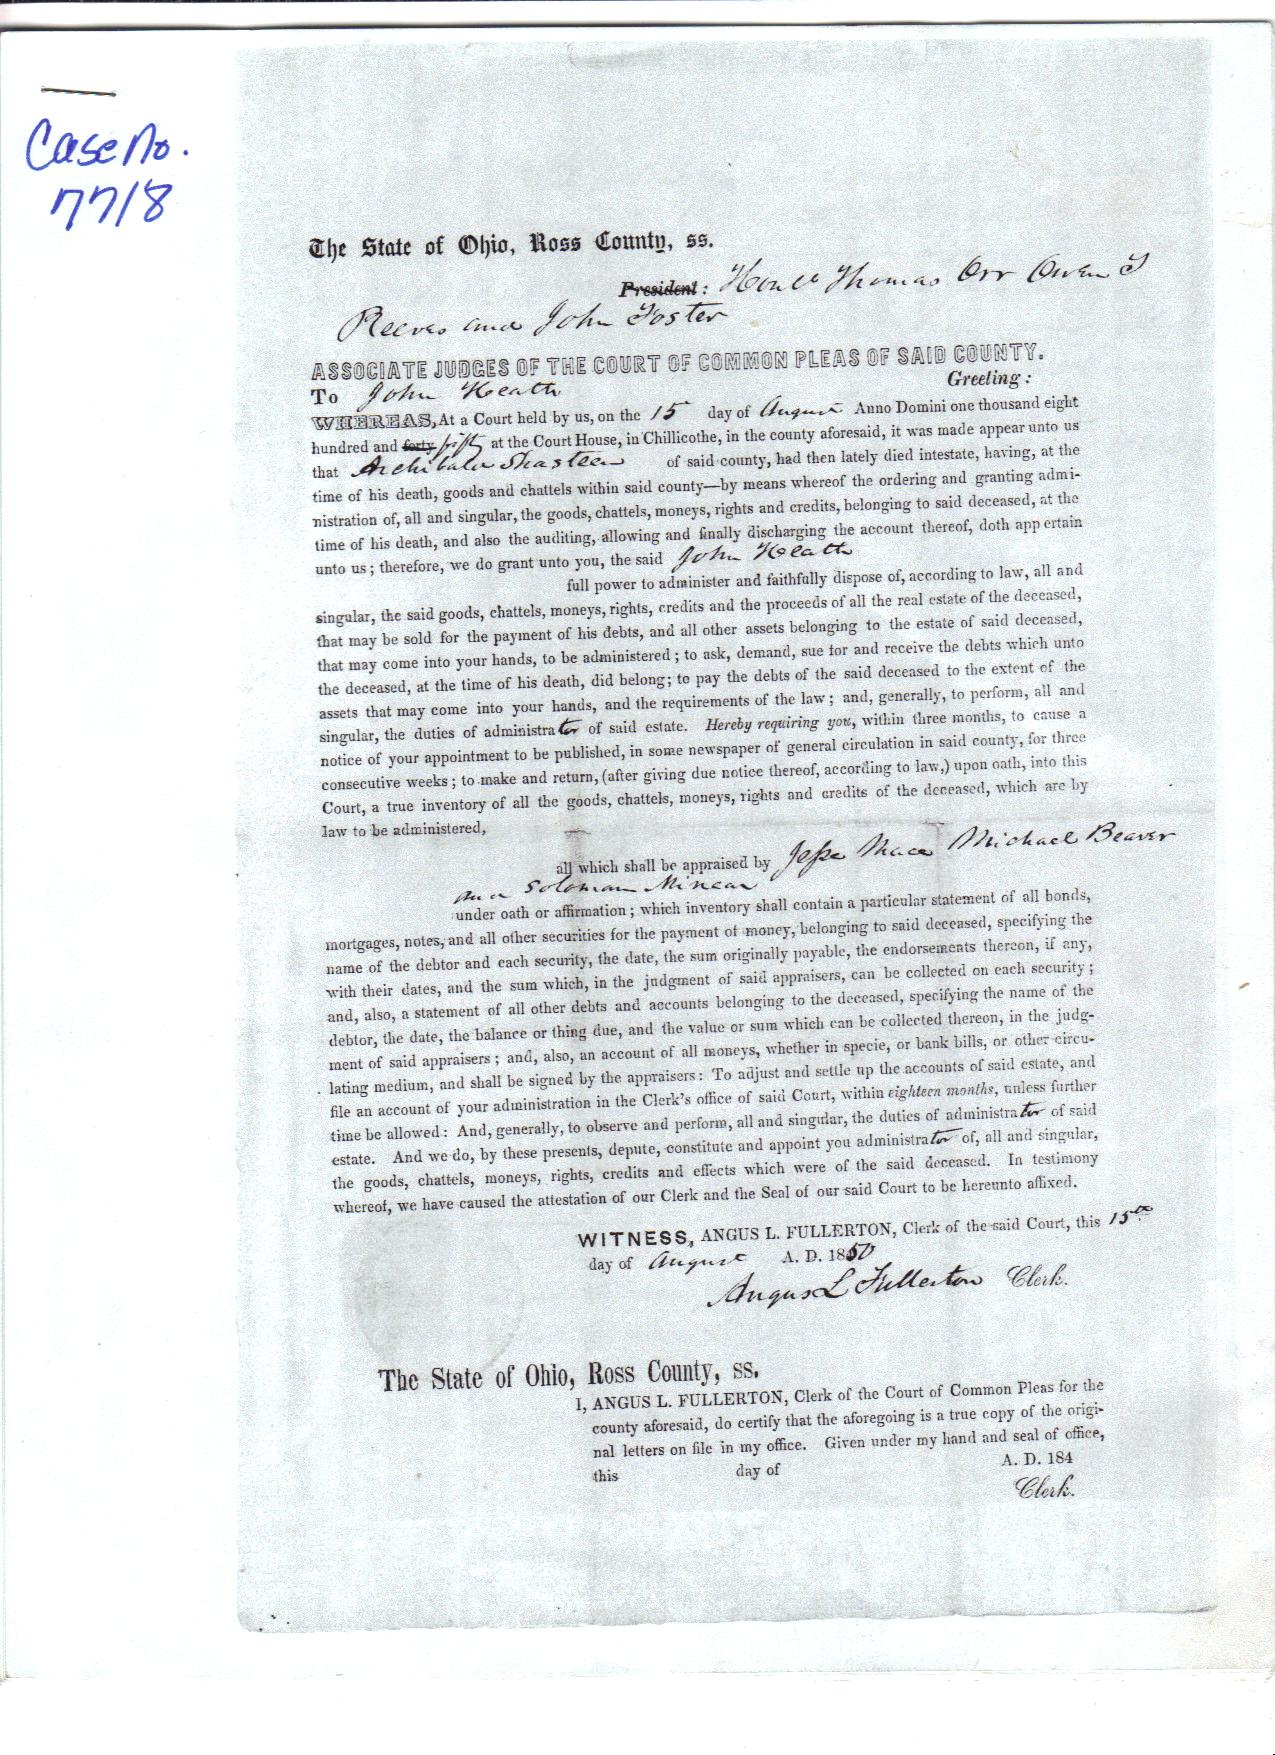 Case No.
7718
The State of Ohio, Ross County, ss.
President: Honble Thomas Orr Owen T
Reeves and John Foster
ASSOCIATE JUDGES OF THE COURT OF COMMON PLEAS OF SAID COUNTY.
To John Heath Greeting:
WHEREAS, At a Court held by us, on the 15 day of August Anno Domini one thousand eight
hundred and forty fifty at the Court House, in Chillicothe, in the county aforesaid, it was made appear unto us
that Archibald Shasteen of said county, had then lately died intestate, having, at the
time of his death, goods and chattels within said county—by means whereof the ordering and granting admi-
nistration of, all and singular, the goods, chattels, moneys, rights and credits, belonging to said deceased, at the
time of his death, and also the auditing, allowing and finally discharging the account thereof, doth app ertain
unto us; therefore, we do grant unto you, the said John Heath
full power to administer and faithfully dispose of, according to law, all and
singular, the said goods, chattels, moneys, rights, credits and the proceeds of all the real estate of the deceased,
that may be sold for the payment of his debts, and all other assets belonging to the estate of said deceased,
that may come into your hands, to be administered; to ask, demand, sue for and receive the debts which unto
the deceased, at the time of his death, did belong; to pay the debts of the said deceased to the extent of the
assets that may come into your hands, and the requirements of the law; and, generally, to perform, all and
singular, the duties of administrator of said estate. Hereby requiring you, within three months, to cause a
notice of your appointment to be published, in some newspaper of general circulation in said county, for three
consecutive weeks; to make and return, (after giving due notice thereof, according to law,) upon oath, into this
Court, a true inventory of all the goods, chattels, moneys, rights and credits of the deceased, which are by
law to be administered,
all which shall be appraised by Jesse Mace Michael Beaver
and Soloman Minear
under oath or affirmation; which inventory shall contain a particular statement of all bonds,
mortgages, notes, and all other securities for the payment of money, belonging to said deceased, specifying the
name of the debtor and each security, the date, the sum originally payable, the endorsements thereon, if any,
with their dates, and the sum which, in the judgment of said appraisers, can be collected on each security;
and, also, a statement of all other debts and accounts belonging to the deceased, specifying the name of the
debtor, the date, the balance or thing due, and the value or sum which can be collected thereon, in the judg-
ment of said appraisers; and, also, an account of all moneys, whether in specie, or bank bills, or other circu-
lating medium, and shall be signed by the appraisers: To adjust and settle up the accounts of said estate, and
file an account of your administration in the Clerk's office of said Court, within eighteen months, unless further
time be allowed: And, generally, to observe and perform, all and singular, the duties of administrator of said
estate. And we do, by these presents, depute, constitute and appoint you administrator of, all and singular,
the goods, chattels, moneys, rights, credits and effects which were of the said deceased. In testimony
whereof, we have caused the attestation of our Clerk and the Seal of our said Court to be hereunto affixed.
WITNESS, ANGUS L. FULLERTON, Clerk of the said Court, this 15th
day of August A. D. 1850
Angus L Fullerton Clerk.
The State of Ohio, Ross County, ss.
I, ANGUS L. FULLERTON, Clerk of the Court of Common Pleas for the
county aforesaid, do certify that the aforegoing is a true copy of the origi-
nal letters on file in my office. Given under my hand and seal of office,
this day of A. D. 184
Clerk.